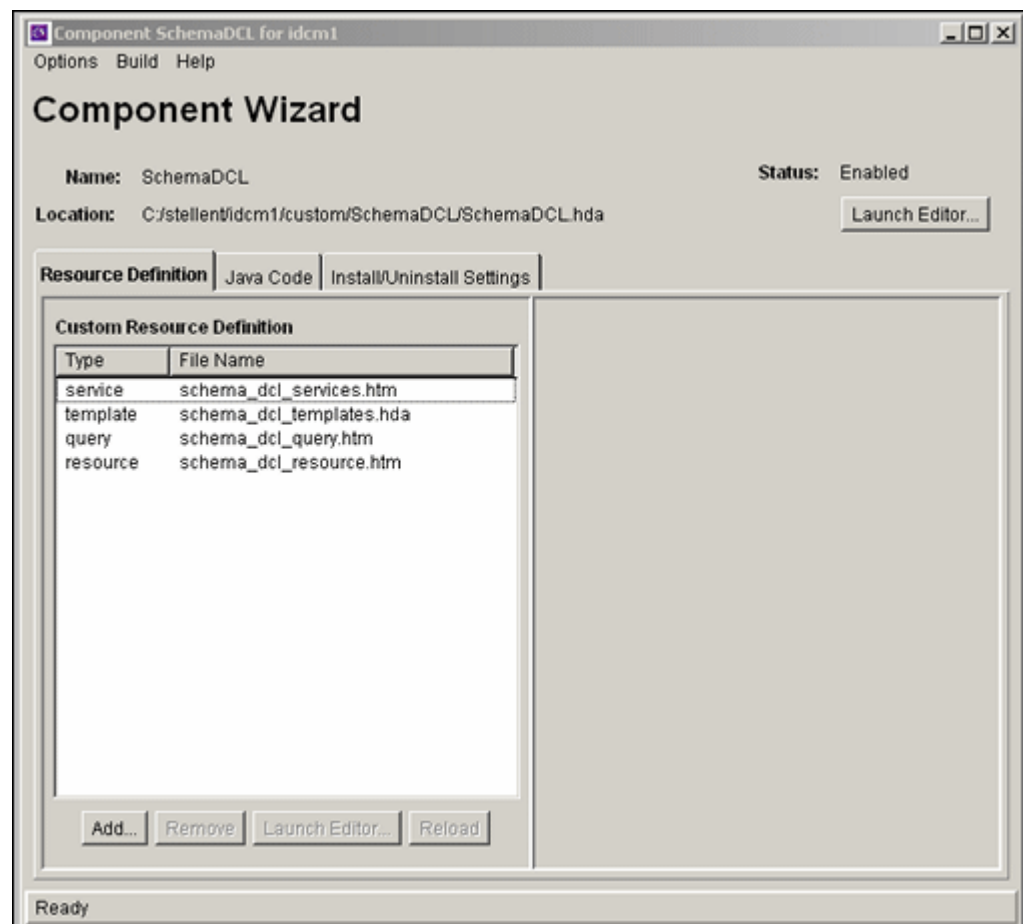 Component SchemaDCL for idcm1
Options Build Help
Component Wizard
Name: SchemaDCL Status: Enabled
Location: C:/stellent/idcm1/custom/SchemaDCL/SchemaDCL.hda Launch Editor...
Resource Definition Java Code Install/Uninstall Settings
Custom Resource Definition
Type File Name
service schema_dcl_services.htm
template schema_dcl_templates.hda
query schema_dcl_query.htm
resource schema_dcl_resource.htm
Add... Remove Launch Editor... Reload
Ready